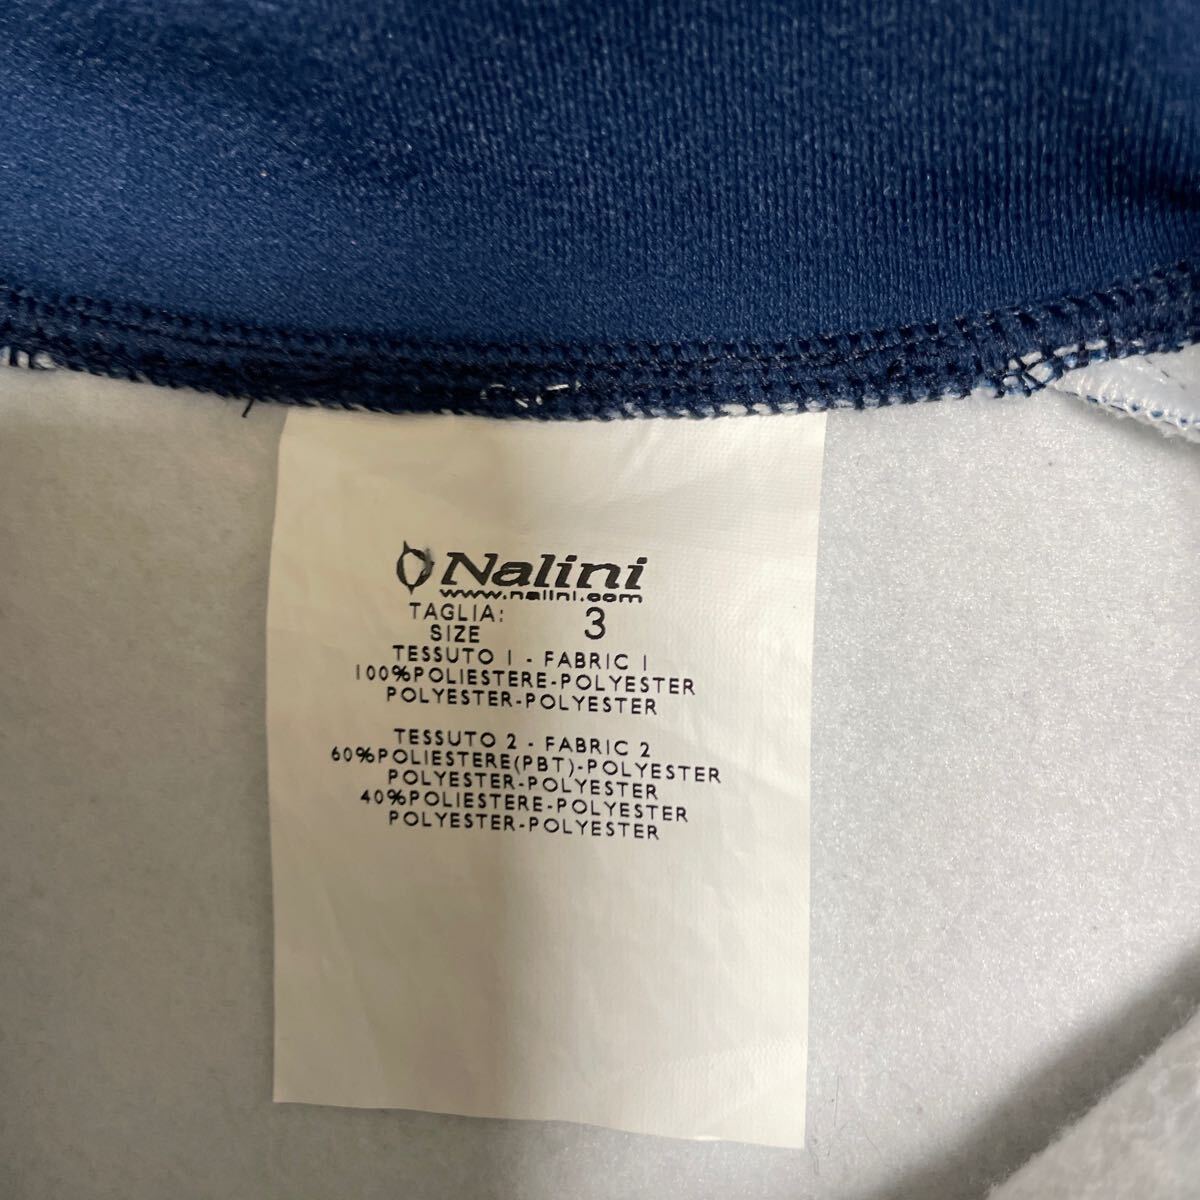 Nalini
www.nalini.com
TAGLIA: 3
SIZE
TESSUTO 1 - FABRIC 1
100%POLIESTERE-POLYESTER
POLYESTER-POLYESTER
TESSUTO 2 - FABRIC 2
60%POLIESTERE(PBT)-POLYESTER
POLYESTER-POLYESTER
40%POLIESTERE-POLYESTER
POLYESTER-POLYESTER